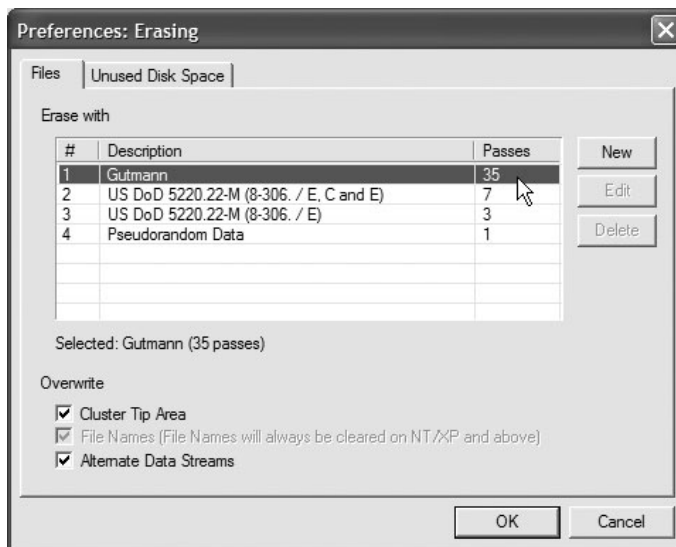 Preferences: Erasing
Files Unused Disk Space
Erase with
# Description Passes
1 Gutmann 35
2 US DoD 5220.22-M (8-306. / E, C and E) 7
3 US DoD 5220.22-M (8-306. / E) 3
4 Pseudorandom Data 1
New
Edit
Delete
Selected: Gutmann (35 passes)
Overwrite
Cluster Tip Area
File Names (File Names will always be cleared on NT/XP and above)
Alternate Data Streams
OK Cancel